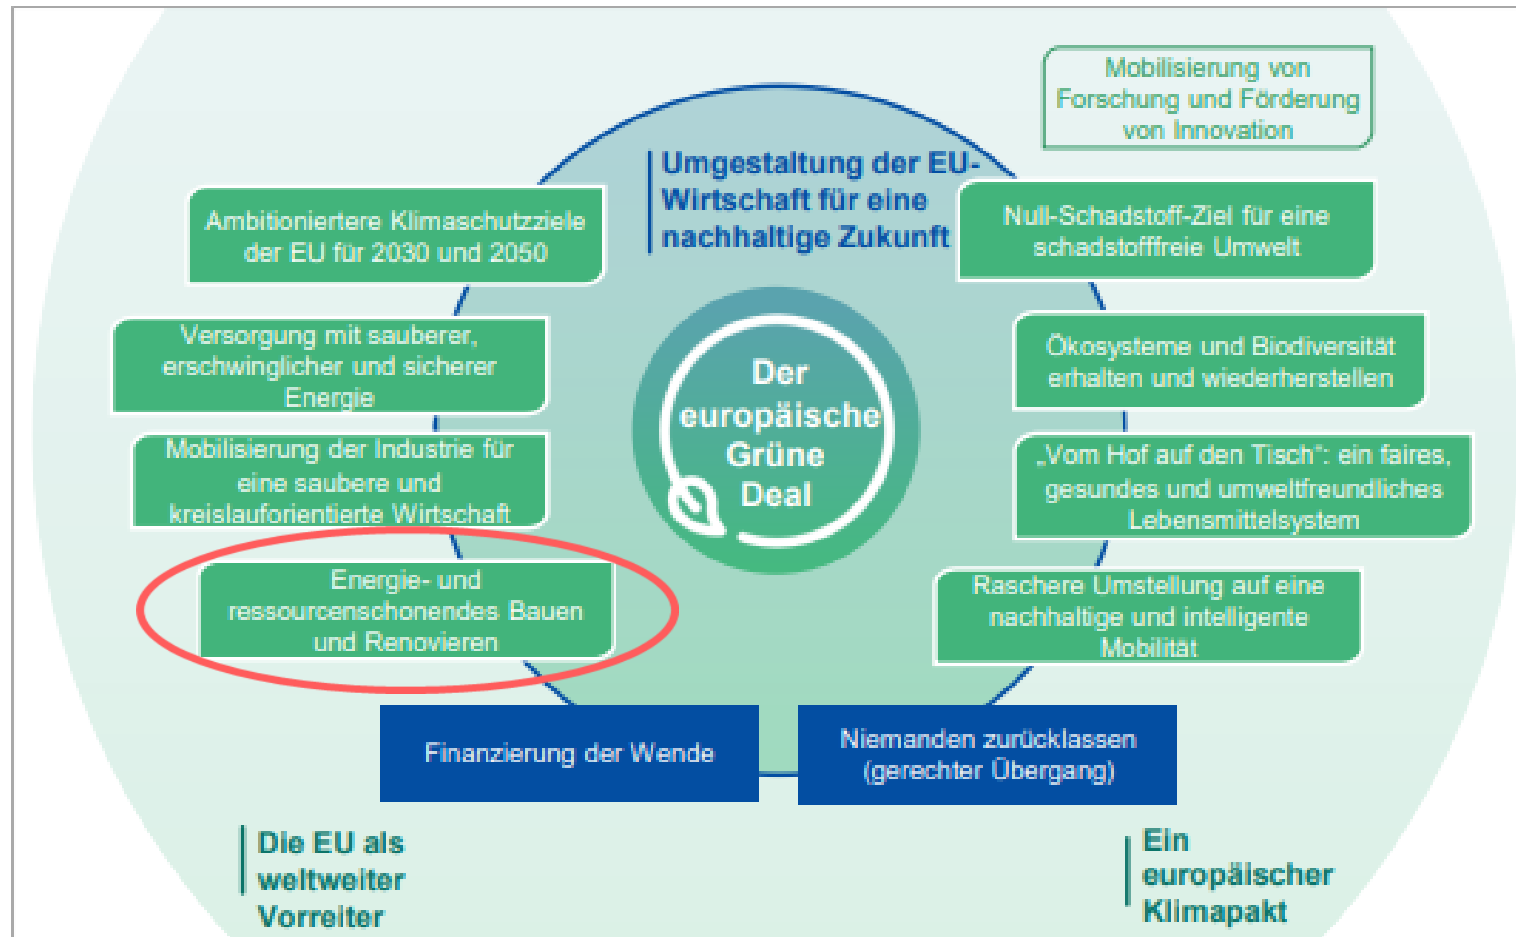 Mobilisierung von
Forschung und Förderung
von Innovation
Umgestaltung der EU-
Wirtschaft für eine
nachhaltige Zukunft
Ambitioniertere Klimaschutzziele
der EU für 2030 und 2050
Null-Schadstoff-Ziel für eine
schadstofffreie Umwelt
Versorgung mit sauberer,
erschwinglicher und sicherer
Energie
Ökosysteme und Biodiversität
erhalten und wiederherstellen
Der
europäische
Grüne
Deal
Mobilisierung der Industrie für
eine saubere und
kreislauforientierte Wirtschaft
„Vom Hof auf den Tisch“: ein faires,
gesundes und umweltfreundliches
Lebensmittelsystem
Energie- und
ressourcenschonendes Bauen
und Renovieren
Raschere Umstellung auf eine
nachhaltige und intelligente
Mobilität
Finanzierung der Wende
Niemanden zurücklassen
(gerechter Übergang)
Die EU als
weltweiter
Vorreiter
Ein
europäischer
Klimapakt